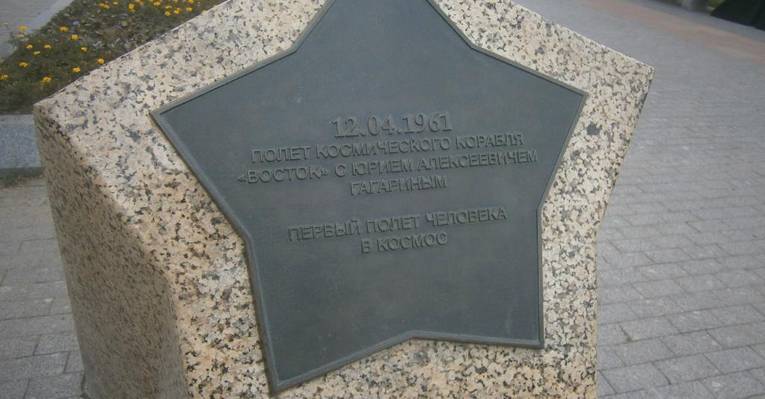 12.04.1961
ПОЛЕТ КОСМИЧЕСКОГО КОРАБЛЯ
«ВОСТОК» С ЮРИЕМ АЛЕКСЕЕВИЧЕМ
ГАГАРИНЫМ
ПЕРВЫЙ ПОЛЕТ ЧЕЛОВЕКА
В КОСМОС